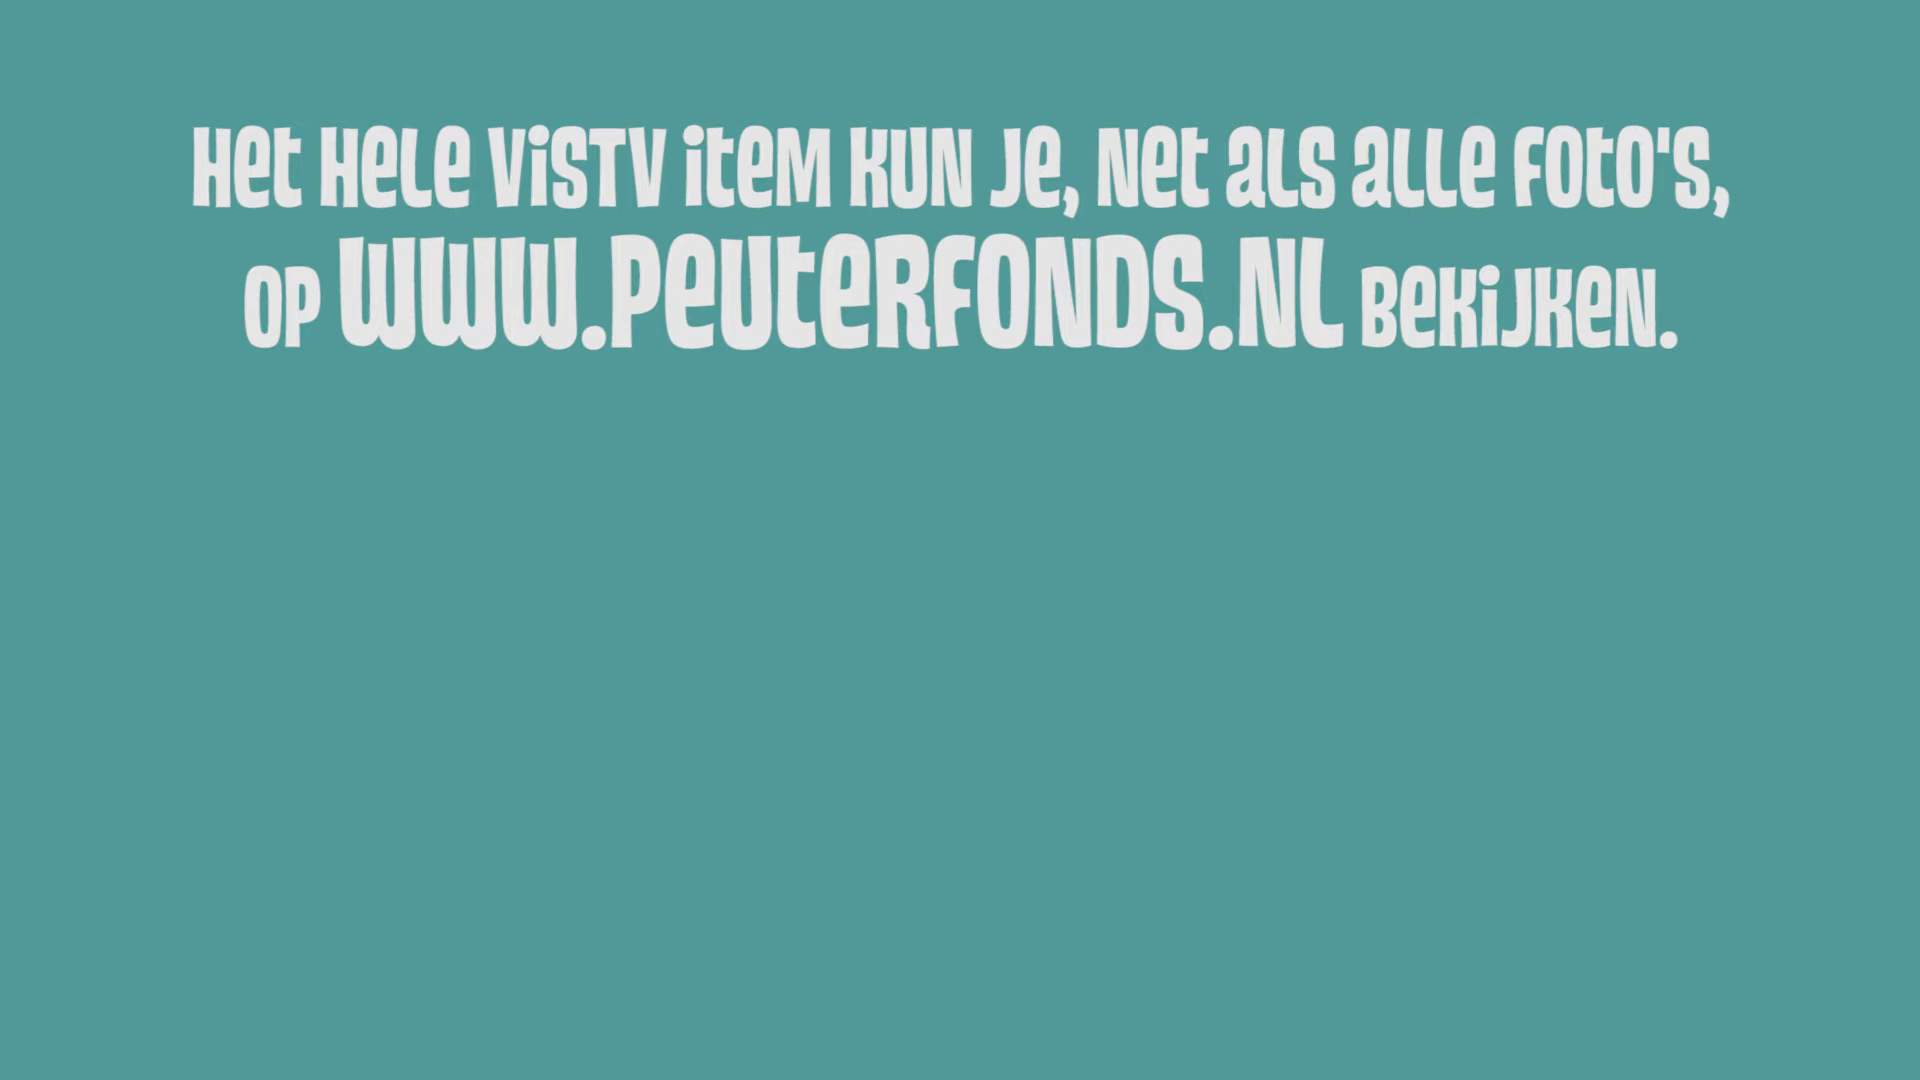 Het hele VisTV item kun je, net als alle foto's,
op www.peuterfonds.nl bekijken.